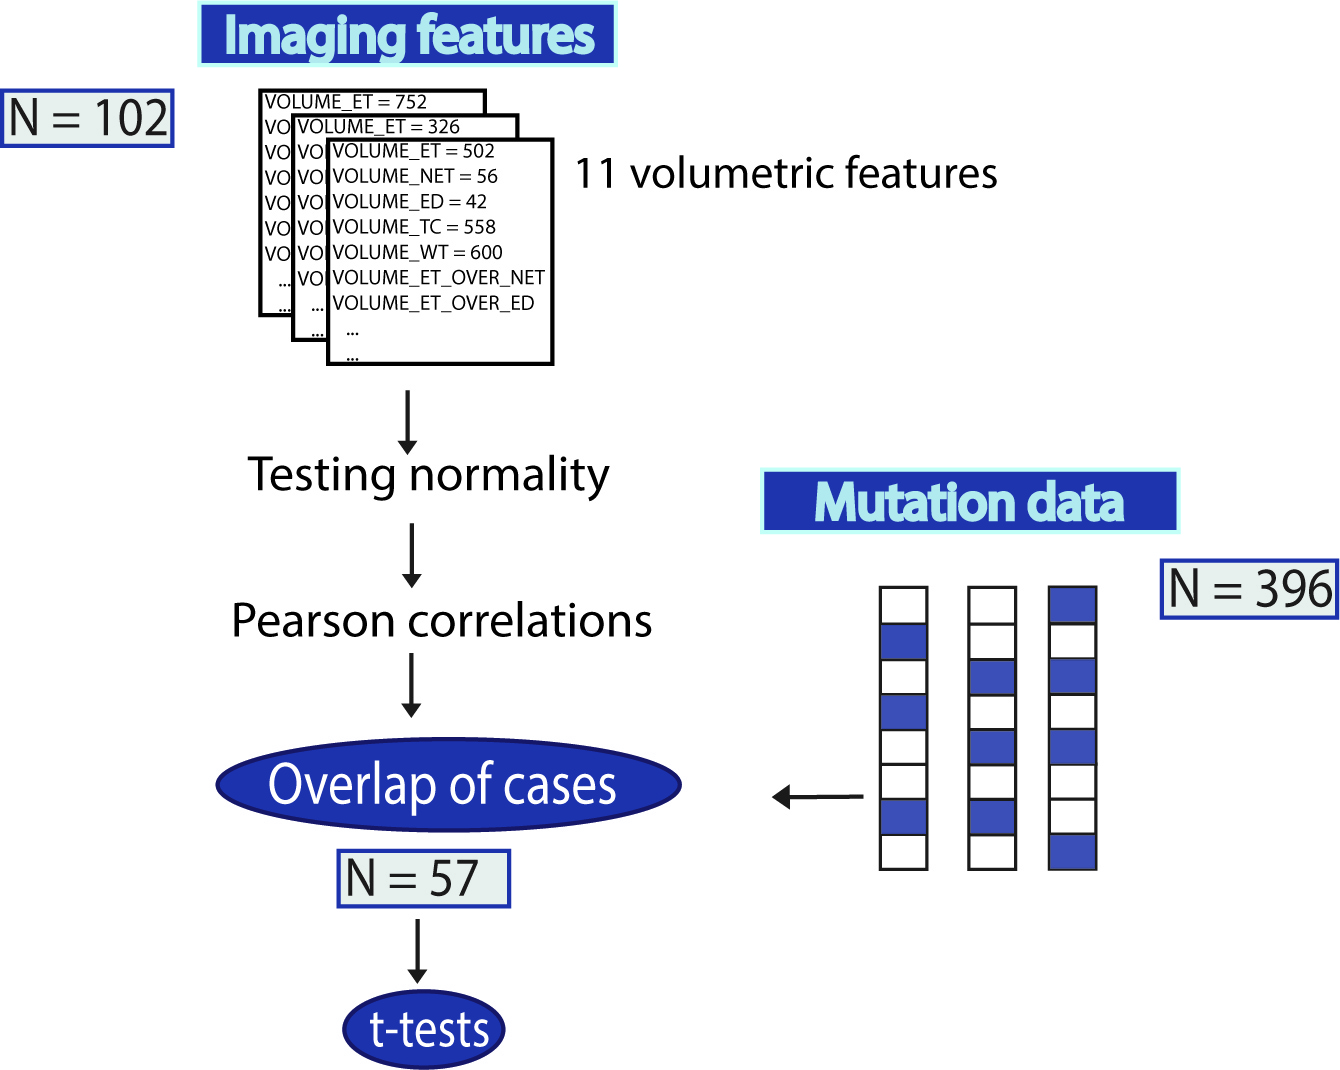 Imaging features
N = 102
VOLUME_ET = 752
VO
VO
VO
VO
VO
VO
...
...
VOLUME_ET = 326
VO
VO
VO
VO
VO
VOL
...
...
VOLUME_ET = 502
VOLUME_NET = 56
VOLUME_ED = 42
VOLUME_TC = 558
VOLUME_WT = 600
VOLUME_ET_OVER_NET
VOLUME_ET_OVER_ED
...
...
11 volumetric features
Testing normality
Pearson correlations
Mutation data
N = 396
Overlap of cases
N = 57
t-tests